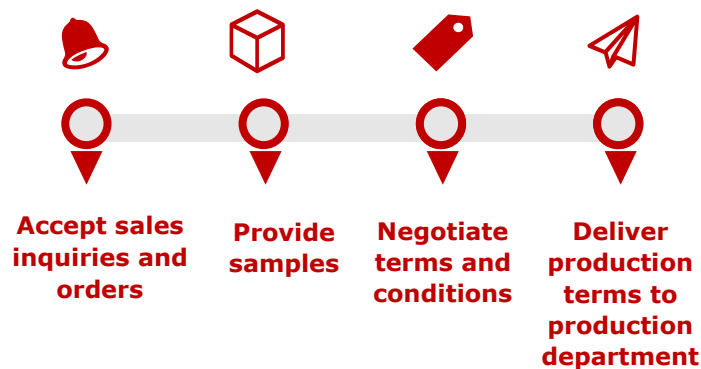 Accept sales
inquiries and
orders
Provide
samples
Negotiate
terms and
conditions
Deliver
production
terms to
production
department